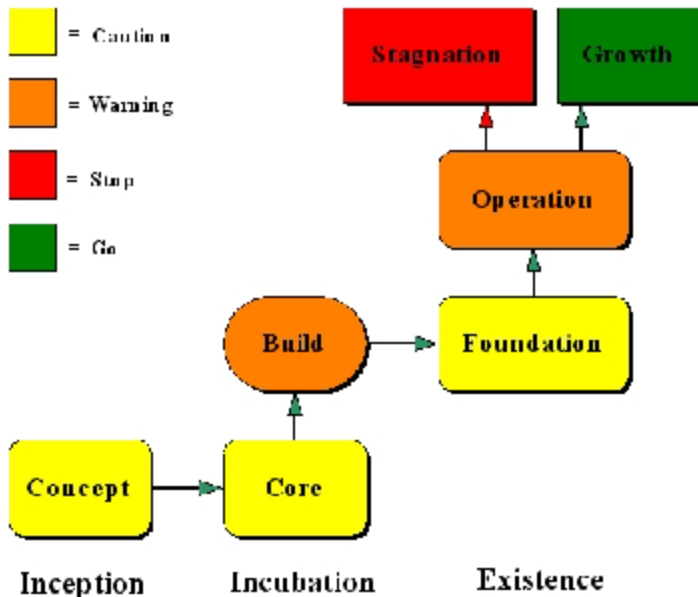 = Caution
= Warning
= Stop
= Go
Stagnation
Growth
Operation
Build
Foundation
Concept
Core
Inception
Incubation
Existence